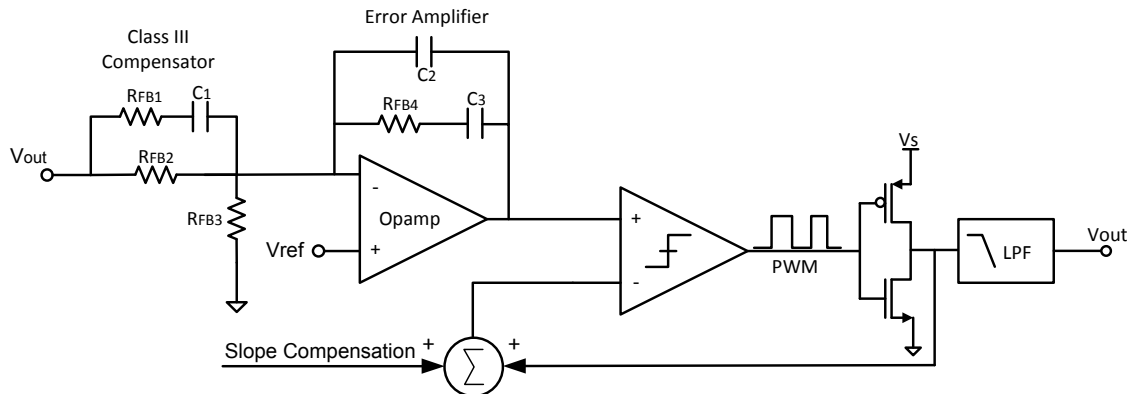 Error Amplifier
Class III
Compensator
C2
RFB1
C1
RFB4
C3
Vout
RFB2
RFB3
-
Opamp
+
Vref
+
-
PWM
Vs
LPF
Vout
Slope Compensation
+
Σ
+